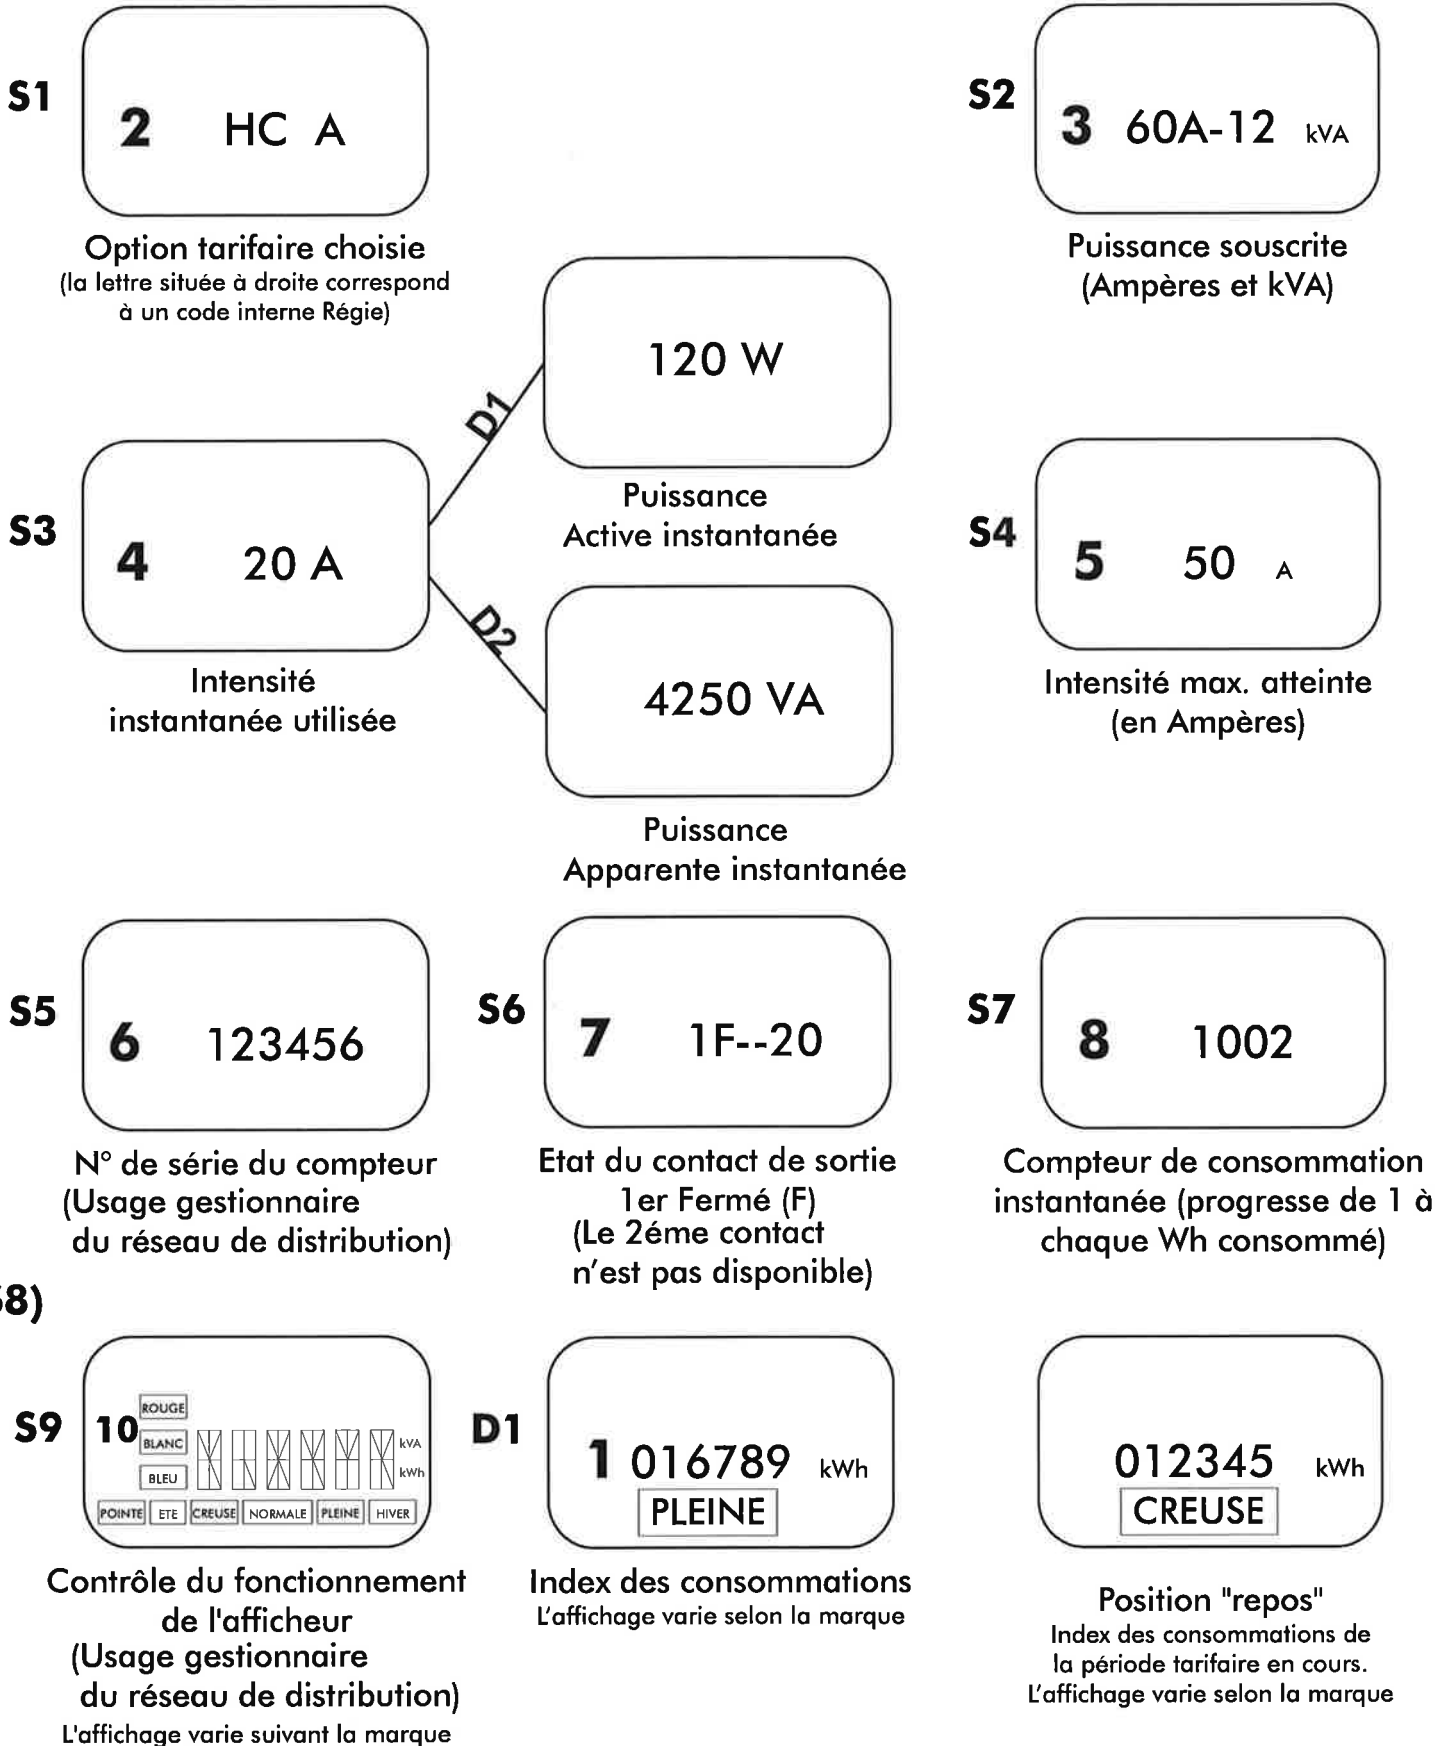 S1
2 HC A
Option tarifaire choisie
(la lettre située à droite correspond
à un code interne Régie)
S2
3 60A-12 kVA
Puissance souscrite
(Ampères et kVA)
S3
4 20 A
Intensité
instantanée utilisée
D1
120 W
Puissance
Active instantanée
D2
4250 VA
Puissance
Apparente instantanée
S4
5 50 A
Intensité max. atteinte
(en Ampères)
S5
6 123456
N° de série du compteur
(Usage gestionnaire
du réseau de distribution)
S6
7 1F--20
Etat du contact de sortie
1er Fermé (F)
(Le 2éme contact
n'est pas disponible)
S7
8 1002
Compteur de consommation
instantanée (progresse de 1 à
chaque Wh consommé)
8)
S9
10
ROUGE
BLANC
BLEU
kVA
kWh
POINTE ETE CREUSE NORMALE PLEINE HIVER
Contrôle du fonctionnement
de l'afficheur
(Usage gestionnaire
du réseau de distribution)
L'affichage varie suivant la marque
D1
1 016789 kWh
PLEINE
Index des consommations
L'affichage varie selon la marque
012345 kWh
CREUSE
Position "repos"
Index des consommations de
la période tarifaire en cours.
L'affichage varie selon la marque